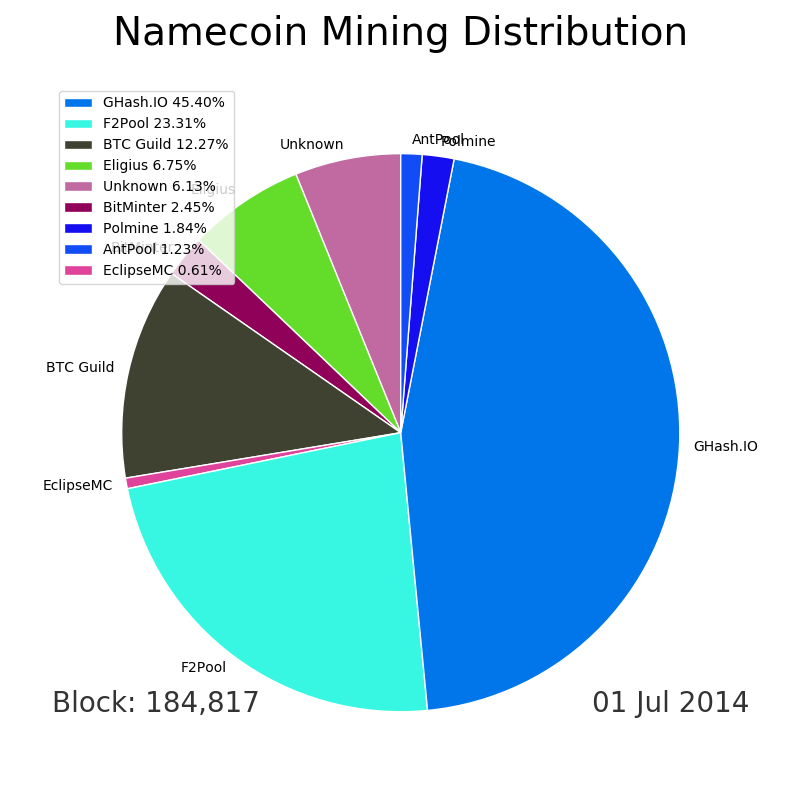 Namecoin Mining Distribution
GHash.IO 45.40%
F2Pool 23.31%
BTC Guild 12.27%
Eligius 6.75%
Unknown 6.13%
BitMinter 2.45%
Polmine 1.84%
AntPool 1.23%
EclipseMC 0.61%
Unknown
AntPool
Polmine
Eligius
BitMinter
BTC Guild
GHash.IO
EclipseMC
F2Pool
Block: 184,817
01 Jul 2014